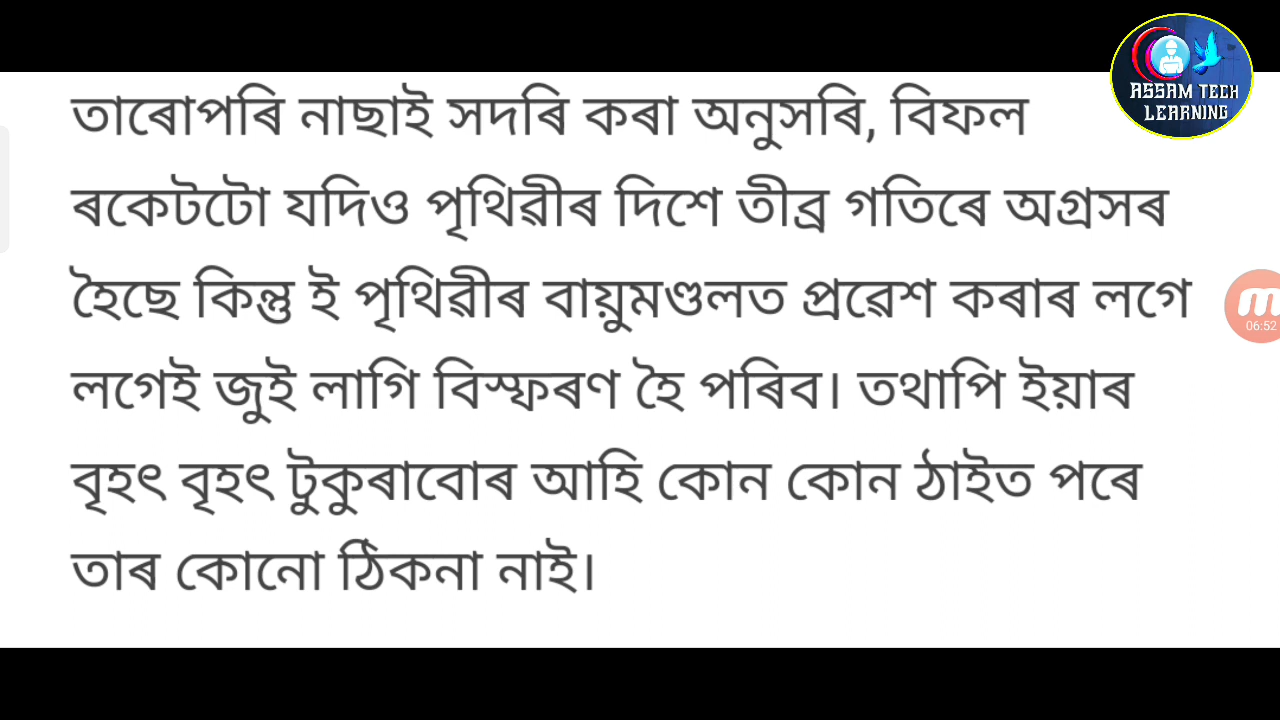 তাৰোপৰি নাছাই সদৰি কৰা অনুসৰি, বিফল
ৰকেটটো যদিও পৃথিৱীৰ দিশে তীব্ৰ গতিৰে অগ্ৰসৰ
হৈছে কিন্তু ই পৃথিৱীৰ বায়ুমণ্ডলত প্ৰৱেশ কৰাৰ লগে
লগেই জুই লাগি বিস্ফৰণ হৈ পৰিব। তথাপি ইয়াৰ
বৃহৎ বৃহৎ টুকুৰাবোৰ আহি কোন কোন ঠাইত পৰে
তাৰ কোনো ঠিকনা নাই।
ASSAM TECH
LEARNING
06:52